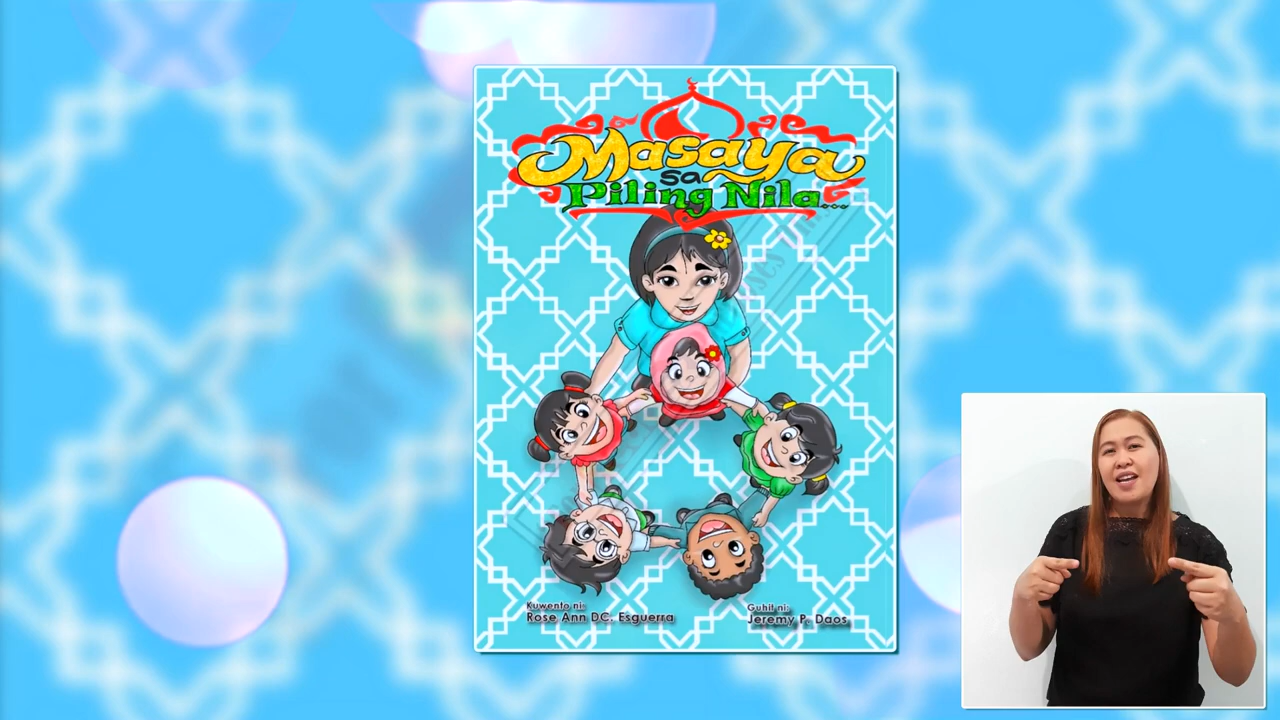 Masaya
sa
Piling Nila...
Kuwento ni:
Rose Ann DC. Esguerra
Guhit ni:
Jeremy P. Daos